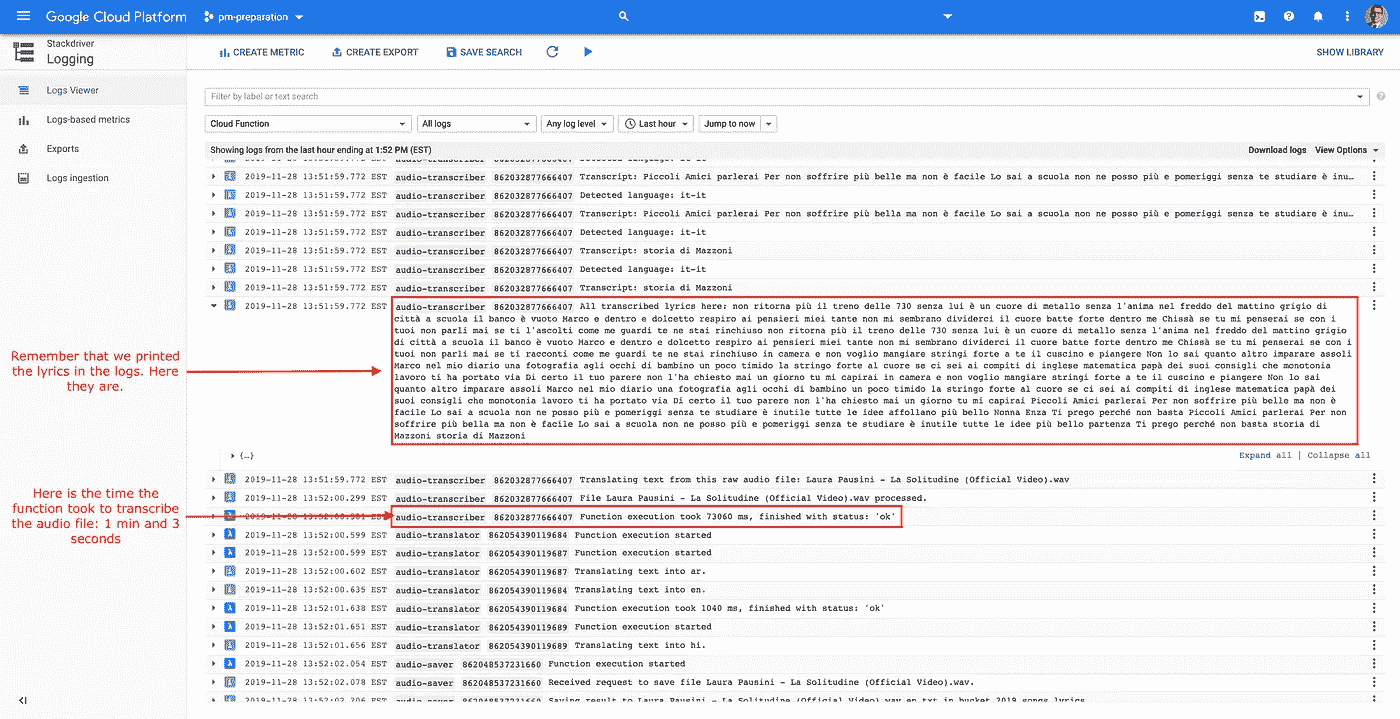 Google Cloud Platform
pm-preparation
Stackdriver
Logging
CREATE METRIC
CREATE EXPORT
SAVE SEARCH
SHOW LIBRARY
Logs Viewer
Logs-based metrics
Exports
Logs ingestion
Filter by label or text search
Cloud Function
All logs
Any log level
Last hour
Jump to now
Showing logs from the last hour ending at 1:52 PM (EST)
Download logs
View Options
2019-11-28 13:51:59.772 EST audio-transcriber 862032877666407 Detected language: it-it
2019-11-28 13:51:59.772 EST audio-transcriber 862032877666407 Transcript: Piccoli Amici parlerai Per non soffrire più bella ma non è facile Lo sai a scuola non ne posso più e pomeriggi senza te studiare è inu…
2019-11-28 13:51:59.772 EST audio-transcriber 862032877666407 Detected language: it-it
2019-11-28 13:51:59.772 EST audio-transcriber 862032877666407 Transcript: Piccoli Amici parlerai Per non soffrire più bella ma non è facile Lo sai a scuola non ne posso più e pomeriggi senza te studiare è inu…
2019-11-28 13:51:59.772 EST audio-transcriber 862032877666407 Detected language: it-it
2019-11-28 13:51:59.772 EST audio-transcriber 862032877666407 Transcript: storia di Mazzoni
2019-11-28 13:51:59.772 EST audio-transcriber 862032877666407 Detected language: it-it
2019-11-28 13:51:59.772 EST audio-transcriber 862032877666407 Transcript: storia di Mazzoni
2019-11-28 13:51:59.772 EST audio-transcriber 862032877666407 All transcribed lyrics here: non ritorna più il treno delle 730 senza lui è un cuore di metallo senza l'anima nel freddo del mattino grigio di
città a scuola il banco è vuoto Marco e dentro e dolcetto respiro ai pensieri miei tante non mi sembrano dividerci il cuore batte forte dentro me Chissà se tu mi penserai se con i
tuoi non parli mai se ti l'ascolti come me guardi te ne stai rinchiuso non ritorna più il treno delle 730 senza lui è un cuore di metallo senza l'anima nel freddo del mattino grigio
di città a scuola il banco è vuoto Marco e dentro e dolcetto respiro ai pensieri miei tante non mi sembrano dividerci il cuore batte forte dentro me Chissà se tu mi penserai se con i
tuoi non parli mai se ti racconti come me guardi te ne stai rinchiuso in camera e non voglio mangiare stringi forte a te il cuscino e piangere Non lo sai quanto altro imparare assoli
Marco nel mio diario una fotografia agli occhi di bambino un poco timido la stringo forte al cuore se ci sei ai compiti di inglese matematica papà dei suoi consigli che monotonia
lavoro ti ha portato via Di certo il tuo parere non l'ha chiesto mai un giorno tu mi capirai in camera e non voglio mangiare stringi forte a te il cuscino e piangere Non lo sai
quanto altro imparare assoli Marco nel mio diario una fotografia agli occhi di bambino un poco timido la stringo forte al cuore se ci sei ai compiti di inglese matematica papà dei
suoi consigli che monotonia lavoro ti ha portato via Di certo il tuo parere non l'ha chiesto mai un giorno tu mi capirai Piccoli Amici parlerai Per non soffrire più bella ma non è
facile Lo sai a scuola non ne posso più e pomeriggi senza te studiare è inutile tutte le idee affollano più bello Nonna Enza Ti prego perché non basta Piccoli Amici parlerai Per non
soffrire più bella ma non è facile Lo sai a scuola non ne posso più e pomeriggi senza te studiare è inutile tutte le idee più bello partenza Ti prego perché non basta storia di
Mazzoni storia di Mazzoni
Remember that we printed
the lyrics in the logs. Here
they are.
{…}
Expand all | Collapse all
2019-11-28 13:51:59.772 EST audio-transcriber 862032877666407 Translating text from this raw audio file: Laura Pausini - La Solitudine (Official Video).wav
2019-11-28 13:52:00.299 EST audio-transcriber 862032877666407 File Laura Pausini - La Solitudine (Official Video).wav processed.
Here is the time the
function took to transcribe
the audio file: 1 min and 3
seconds
2019-11-28 13:52:00.301 EST audio-transcriber 862032877666407 Function execution took 73060 ms, finished with status: 'ok'
2019-11-28 13:52:00.599 EST audio-translator 862054390119684 Function execution started
2019-11-28 13:52:00.599 EST audio-translator 862054390119687 Function execution started
2019-11-28 13:52:00.602 EST audio-translator 862054390119687 Translating text into ar.
2019-11-28 13:52:00.635 EST audio-translator 862054390119684 Translating text into en.
2019-11-28 13:52:01.638 EST audio-translator 862054390119684 Function execution took 1040 ms, finished with status: 'ok'
2019-11-28 13:52:01.651 EST audio-translator 862054390119689 Function execution started
2019-11-28 13:52:01.656 EST audio-translator 862054390119689 Translating text into hi.
2019-11-28 13:52:02.054 EST audio-saver 862048537231660 Function execution started
2019-11-28 13:52:02.078 EST audio-saver 862048537231660 Received request to save file Laura Pausini - La Solitudine (Official Video).wav.
2019-11-28 13:52:02.206 EST audio-saver 862048537231660 Saving result to Laura Pausini - La Solitudine (Official Video).wav en.txt in bucket 2019 songs lyrics